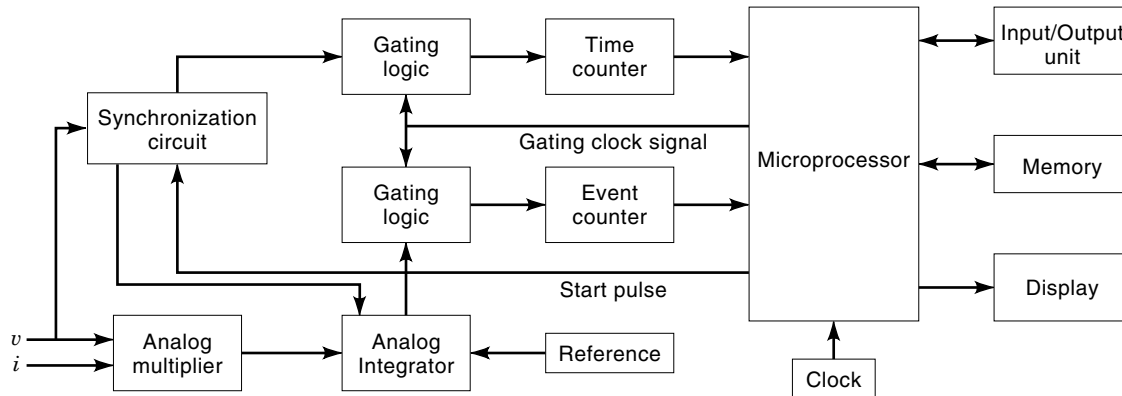 Gating
logic
Time
counter
Input/Output
unit
Synchronization
circuit
Gating clock signal
Microprocessor
Memory
Gating
logic
Event
counter
Start pulse
Display
v
i
Analog
multiplier
Analog
Integrator
Reference
Clock